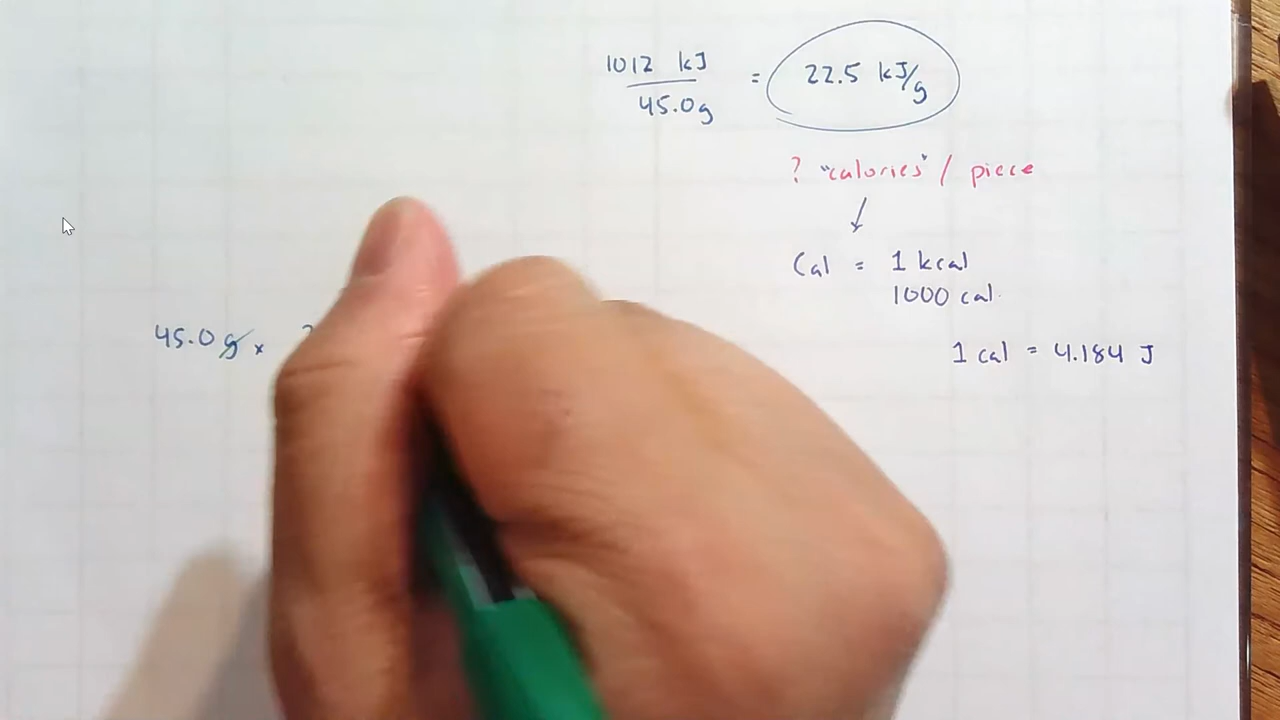 1012 kJ
45.0g
= 22.5 kJ/g
? "calories" / piece
Cal = 1 kcal
1000 cal.
45.0 g x
1 cal = 4.184 J